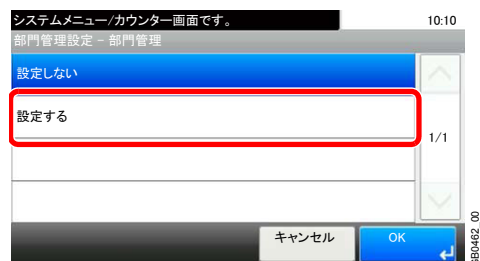 システムメニュー/カウンター画面です。 10:10
部門管理設定 - 部門管理
設定しない
設定する
1/1
キャンセル OK